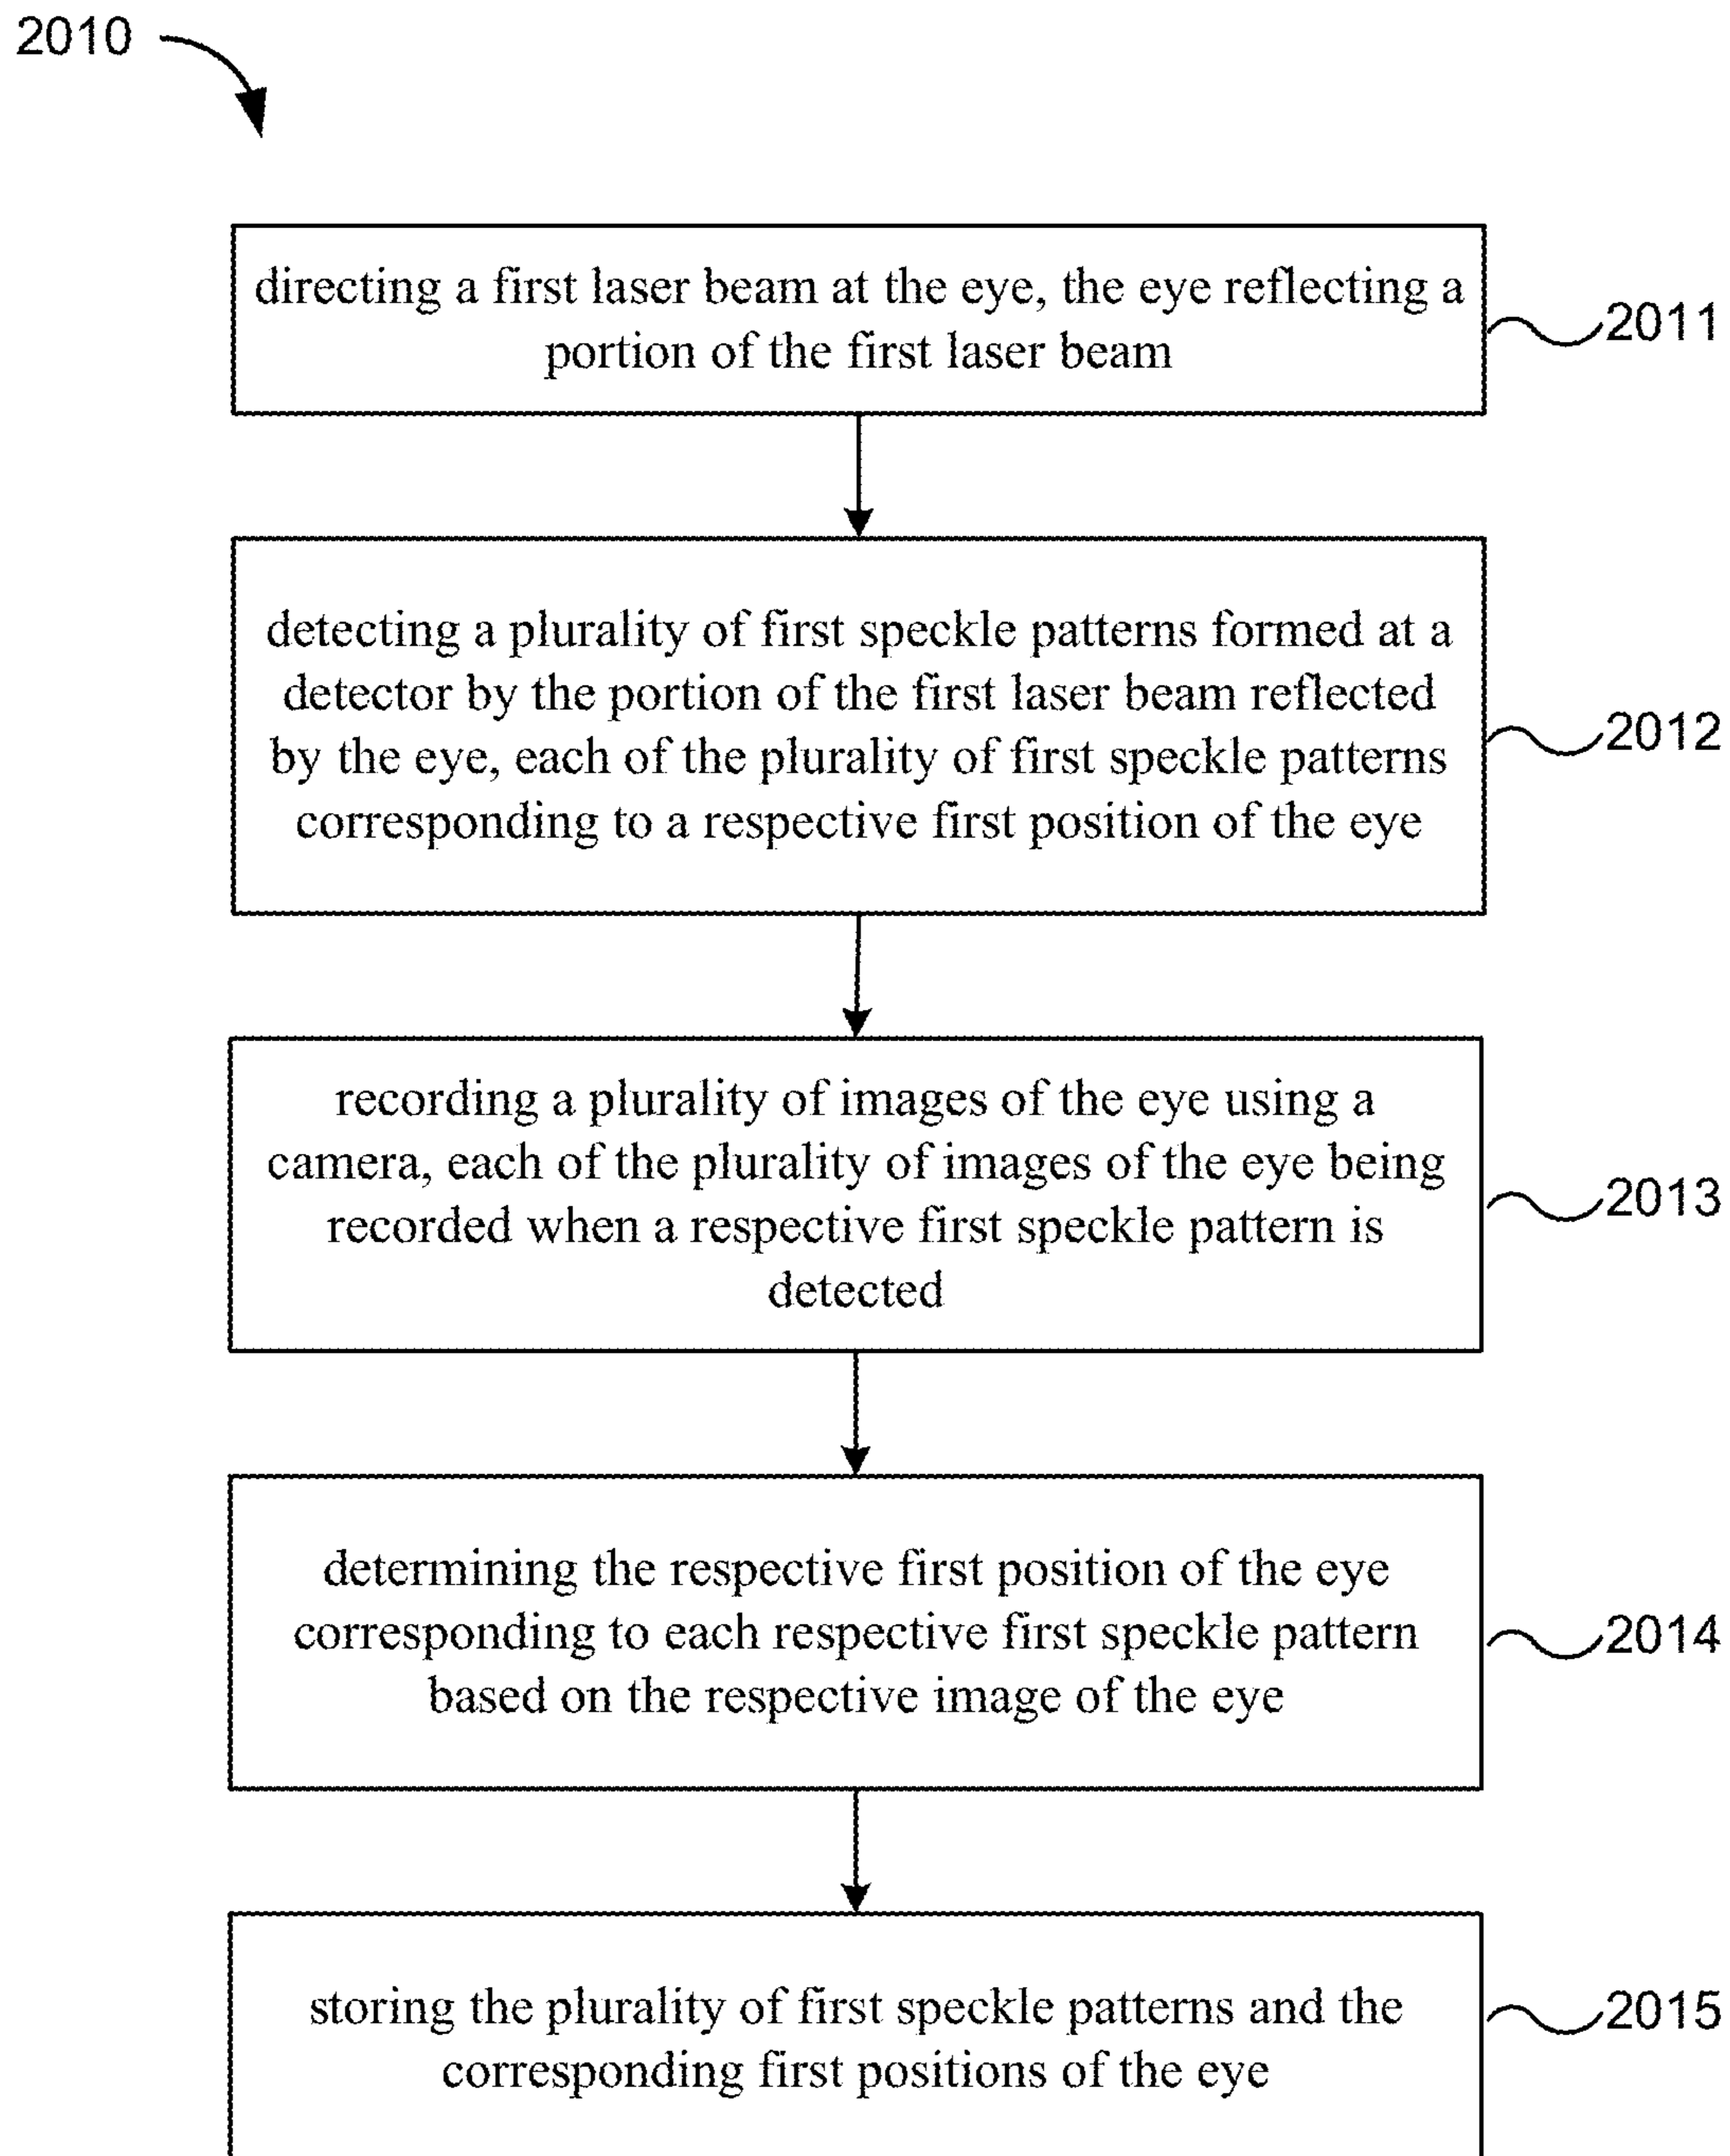 2010
directing a first laser beam at the eye, the eye reflecting a
portion of the first laser beam
2011
detecting a plurality of first speckle patterns formed at a
detector by the portion of the first laser beam reflected
by the eye, each of the plurality of first speckle patterns
corresponding to a respective first position of the eye
2012
recording a plurality of images of the eye using a
camera, each of the plurality of images of the eye being
recorded when a respective first speckle pattern is
detected
2013
determining the respective first position of the eye
corresponding to each respective first speckle pattern
based on the respective image of the eye
2014
storing the plurality of first speckle patterns and the
corresponding first positions of the eye
2015